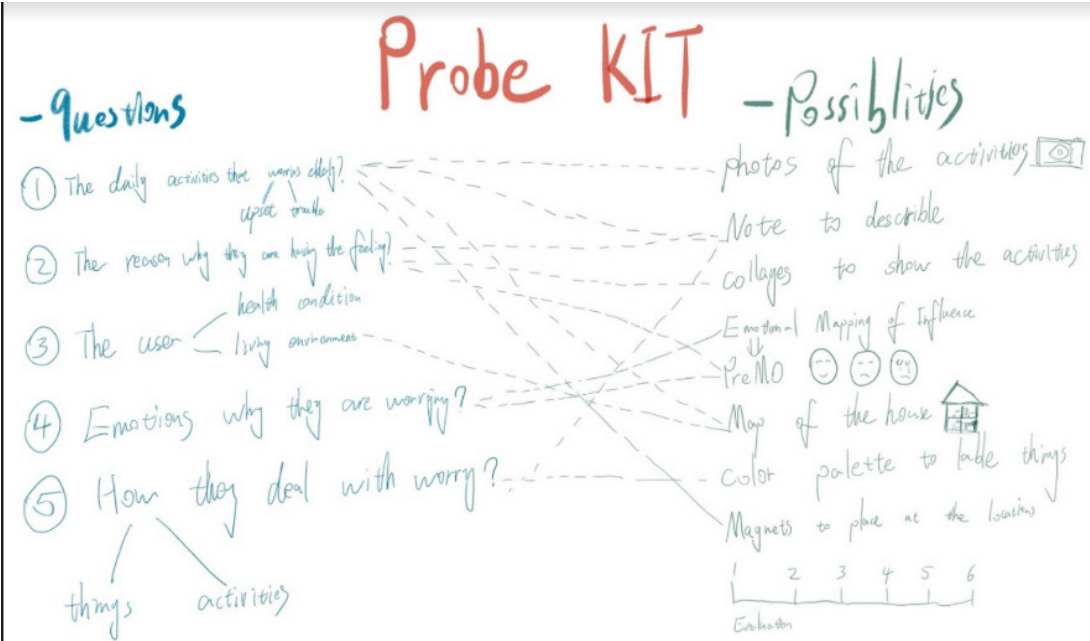 Probe KIT
- Questions
① The daily activities that worries elderly?
upset trouble
② The reason why they are having the feeling?
③ The user
health condition
living environment
④ Emotions why they are worrying?
⑤ How they deal with worry?
things activities
- Possiblities
photos of the activities
Note to describle
collages to show the activities
Emotional Mapping of Influence
PreMO
Map of the house
Color palette to lable things
Magnets to place at the locations
1 2 3 4 5 6
Evaluation